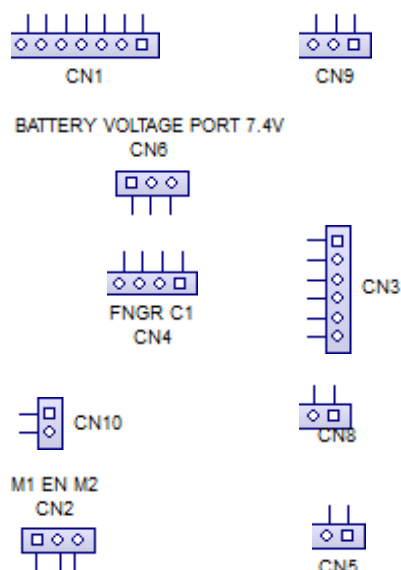 CN1
CN9
BATTERY VOLTAGE PORT 7.4V
CN6
CN3
FNGR C1
CN4
CN10
CN8
M1 EN M2
CN2
CN5